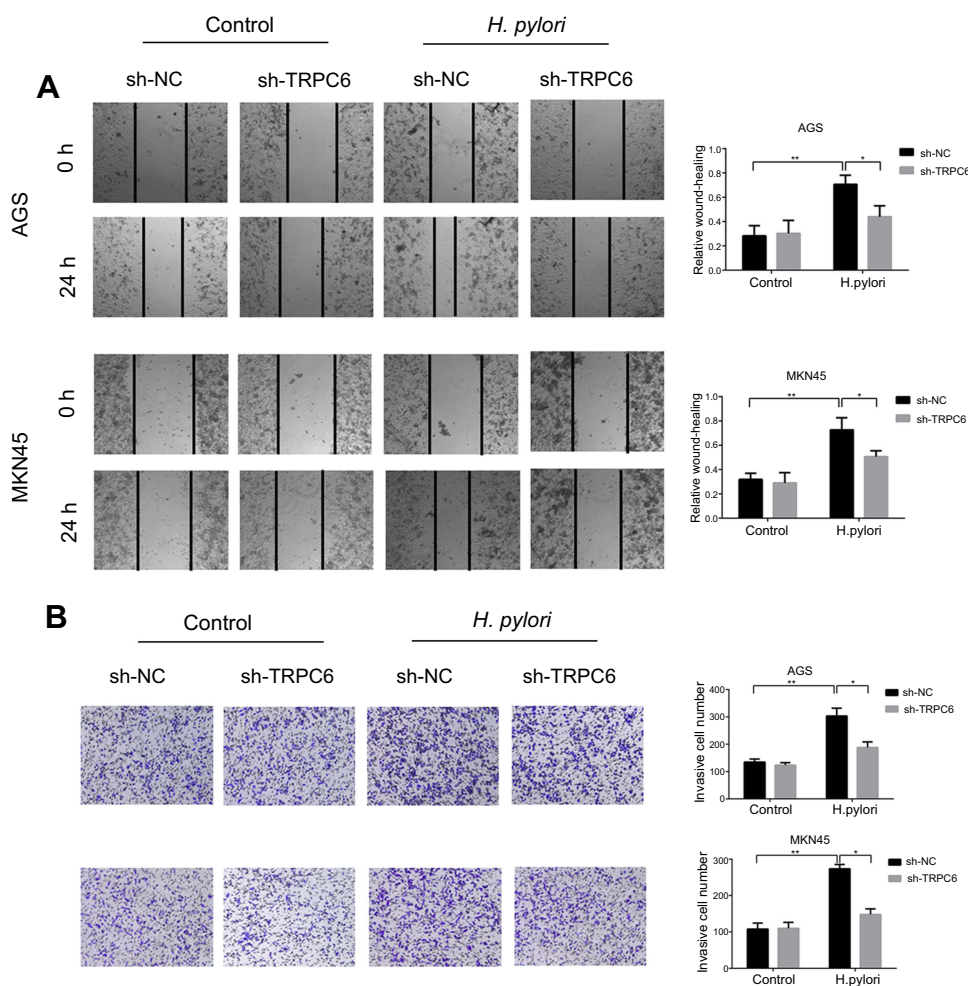 Control
H. pylori
sh-NC
sh-TRPC6
sh-NC
sh-TRPC6
A
AGS
0 h
24 h
AGS
sh-NC
sh-TRPC6
**
*
Relative wound-healing
1.0
0.8
0.6
0.4
0.2
0.0
Control
H.pylori
MKN45
0 h
24 h
MKN45
sh-NC
sh-TRPC6
**
*
Relative wound-healing
1.0
0.8
0.6
0.4
0.2
0.0
Control
H.pylori
B
Control
H. pylori
sh-NC
sh-TRPC6
sh-NC
sh-TRPC6
AGS
sh-NC
sh-TRPC6
**
*
Invasive cell number
400
300
200
100
0
Control
H.pylori
MKN45
sh-NC
sh-TRPC6
**
*
Invasive cell number
300
200
100
0
Control
H.pylori